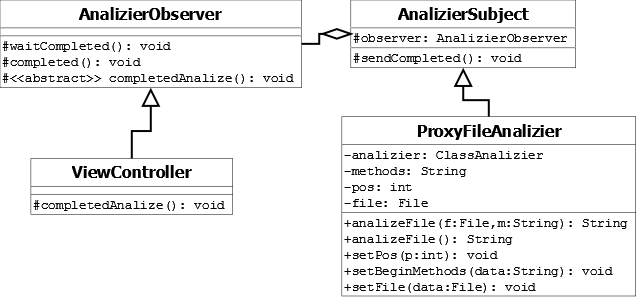 AnalizierObserver
#waitCompleted(): void
#completed(): void
#<<abstract>> completedAnalize(): void
AnalizierSubject
#observer: AnalizierObserver
#sendCompleted(): void
ViewController
#completedAnalize(): void
ProxyFileAnalizier
-analizier: ClassAnalizier
-methods: String
-pos: int
-file: File
+analizeFile(f:File,m:String): String
+analizeFile(): String
+setPos(p:int): void
+setBeginMethods(data:String): void
+setFile(data:File): void